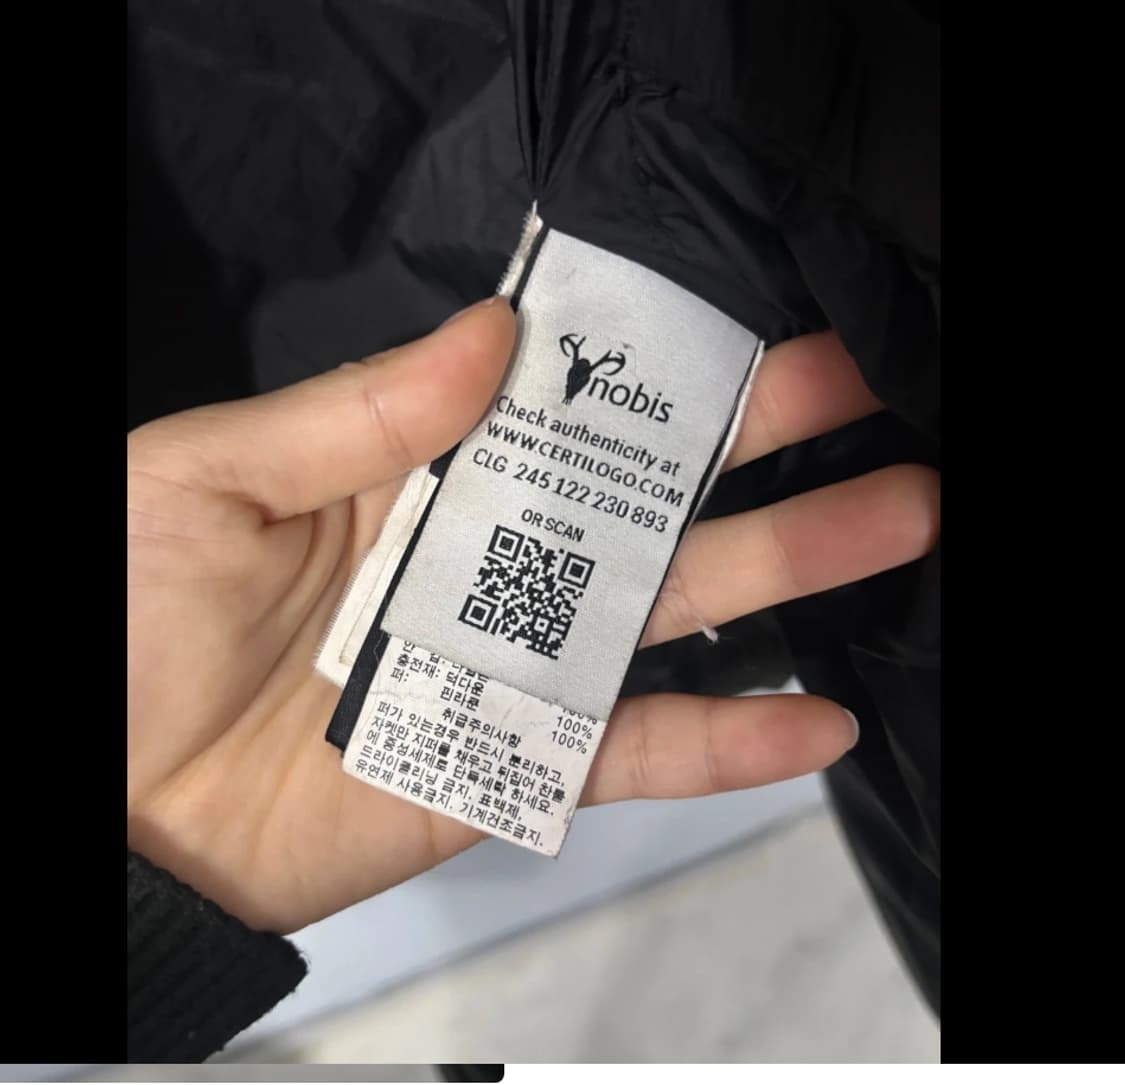 nobis
Check authenticity at
WWW.CERTILOGO.COM
CLG 245 122 230 893
OR SCAN
충전재: 덕다운 100%
퍼: 핀라쿤 100%
취급주의사항
퍼가 있는경우 반드시 분리하고,
자켓만 지퍼를 채우고 뒤집어 찬물
에 중성세제로 단독세탁 하세요.
드라이클리닝 금지. 표백제,
유연제 사용금지. 기계건조금지.